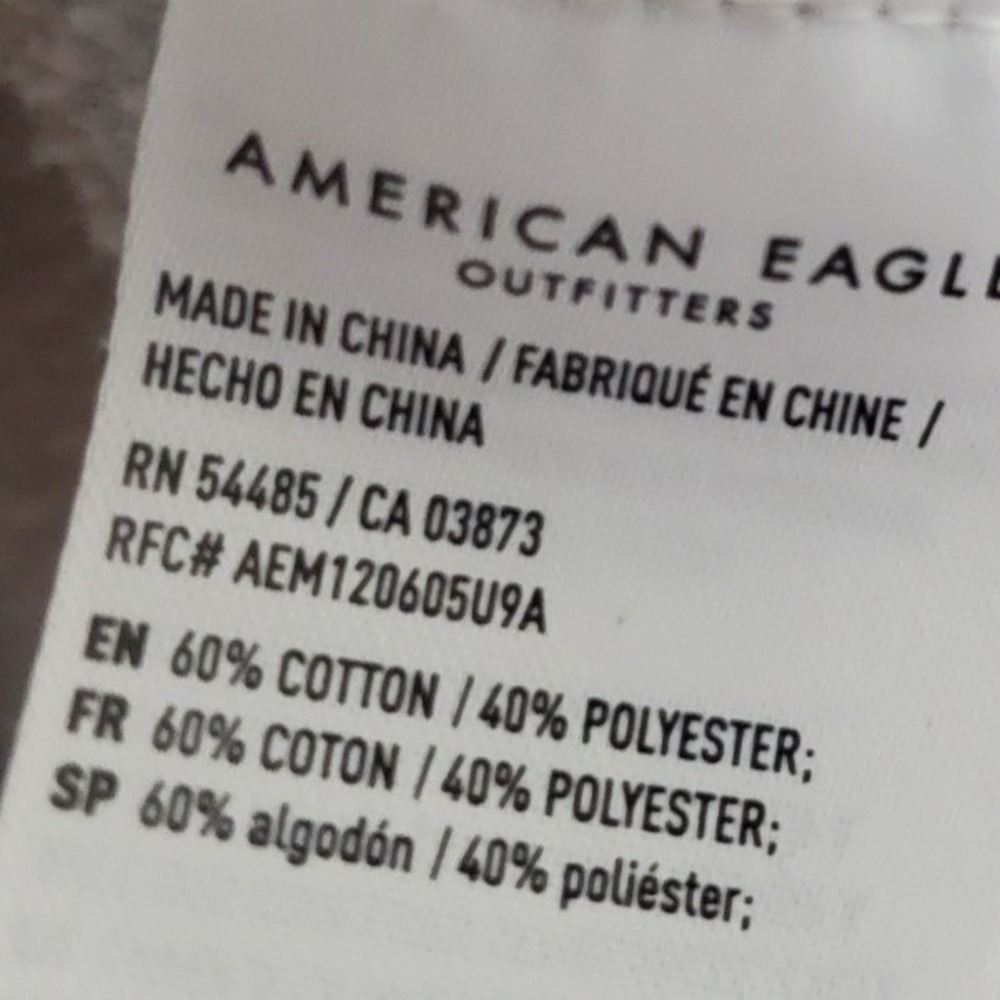 AMERICAN EAGLE
OUTFITTERS
MADE IN CHINA / FABRIQUÉ EN CHINE /
HECHO EN CHINA
RN 54485 / CA 03873
RFC# AEM120605U9A
EN 60% COTTON / 40% POLYESTER;
FR 60% COTON / 40% POLYESTER;
SP 60% algodón / 40% poliéster;